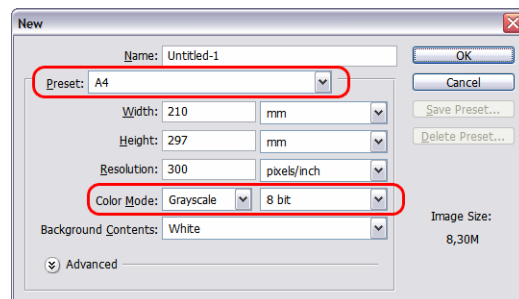 New
Name: Untitled-1
OK
Preset: A4
Cancel
Width: 210 mm
Save Preset...
Height: 297 mm
Delete Preset...
Resolution: 300 pixels/inch
Color Mode: Grayscale 8 bit
Image Size:
Background Contents: White
8,30M
Advanced